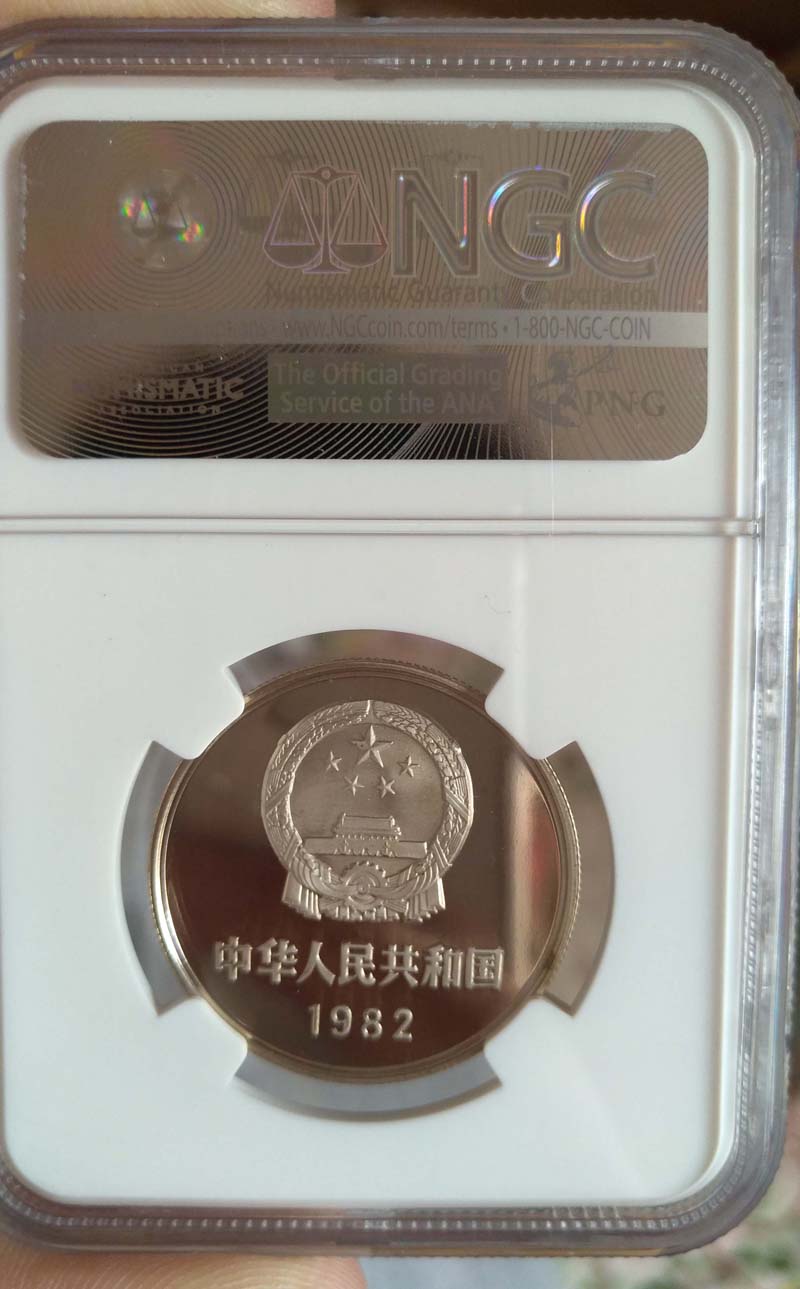 NGC
Numismatic Guaranty Corporation
www.NGCcoin.com/terms • 1-800-NGC-COIN
NUMISMATIC
ASSOCIATION
The Official Grading
Service of the ANA
PNG
中华人民共和国
1982